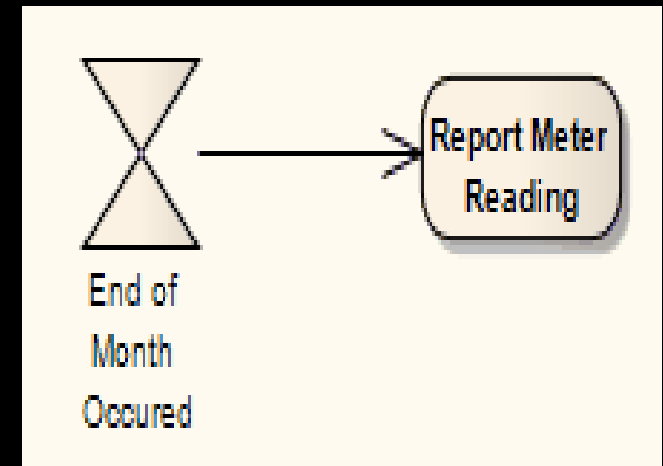 Report Meter
Reading
End of
Month
Occured